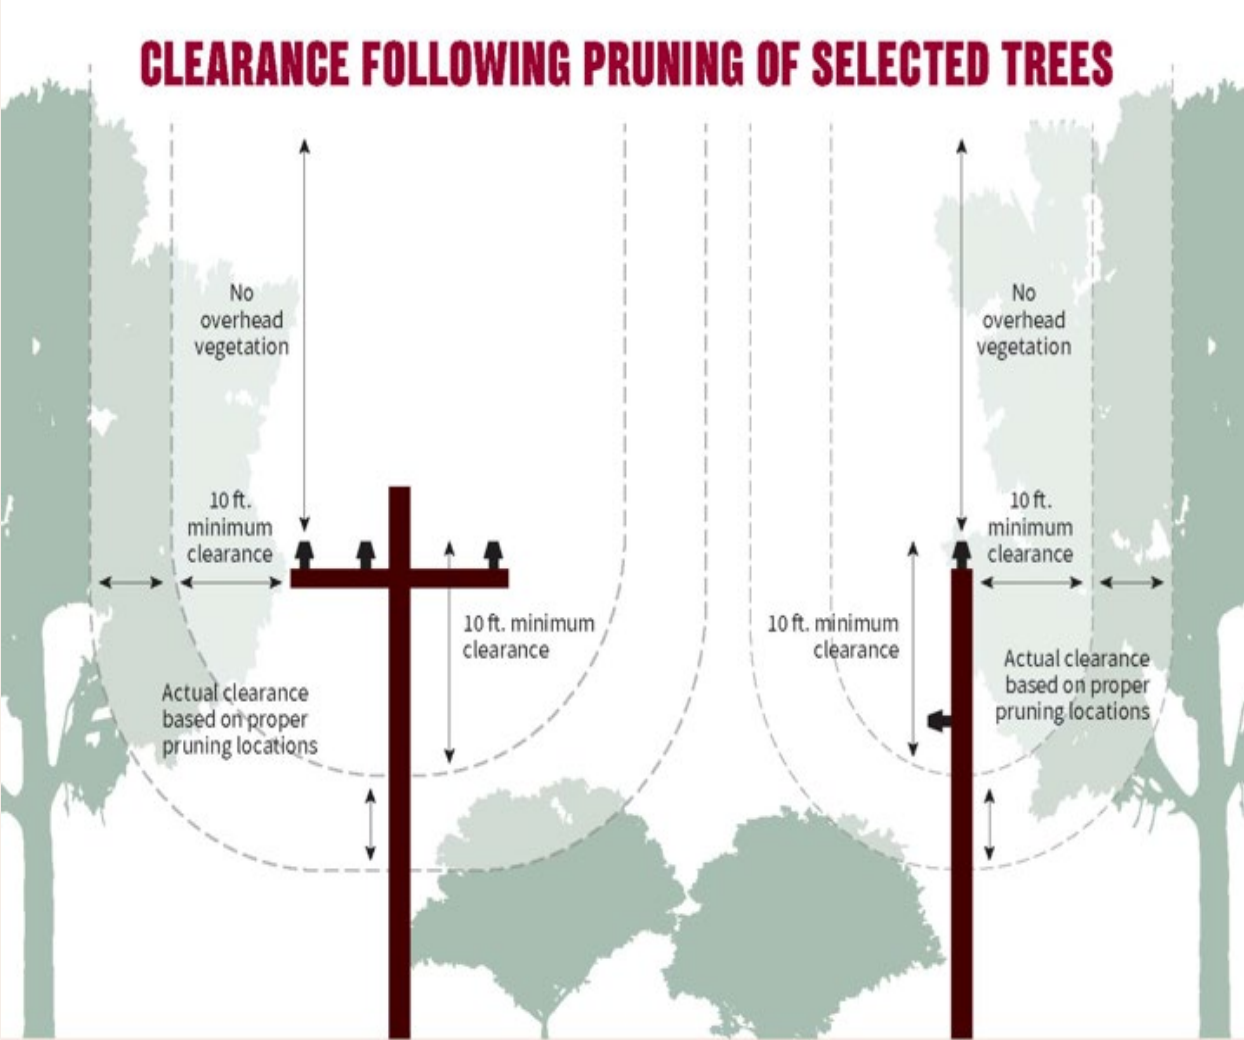 CLEARANCE FOLLOWING PRUNING OF SELECTED TREES
No
overhead
vegetation
10 ft.
minimum
clearance
10 ft. minimum
clearance
Actual clearance
based on proper
pruning locations
No
overhead
vegetation
10 ft.
minimum
clearance
10 ft. minimum
clearance
Actual clearance
based on proper
pruning locations